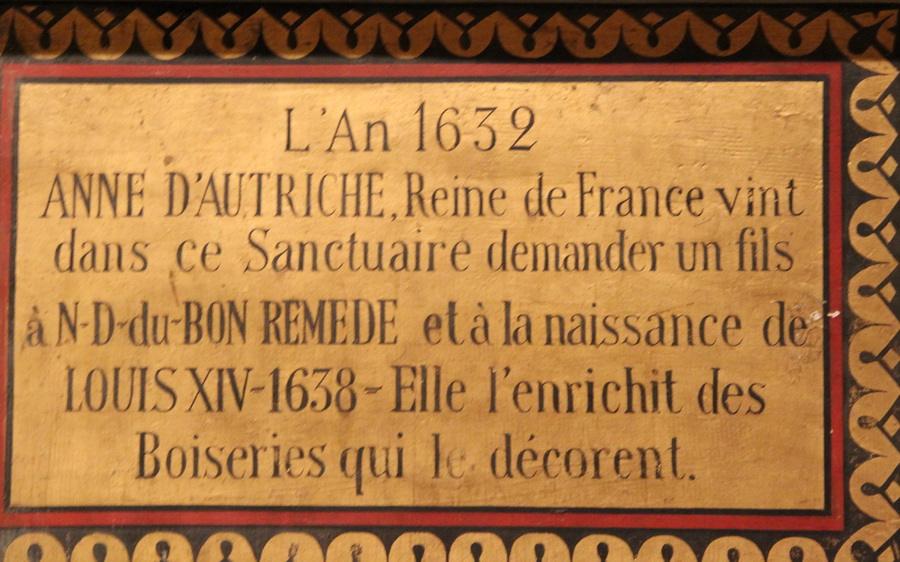 L'An 1632
ANNE D'AUTRICHE, Reine de France vint
dans ce Sanctuaire demander un fils
à N-D-du-BON REMEDE et à la naissance de
LOUIS XIV-1638-Elle l'enrichit des
Boiseries qui le décorent.